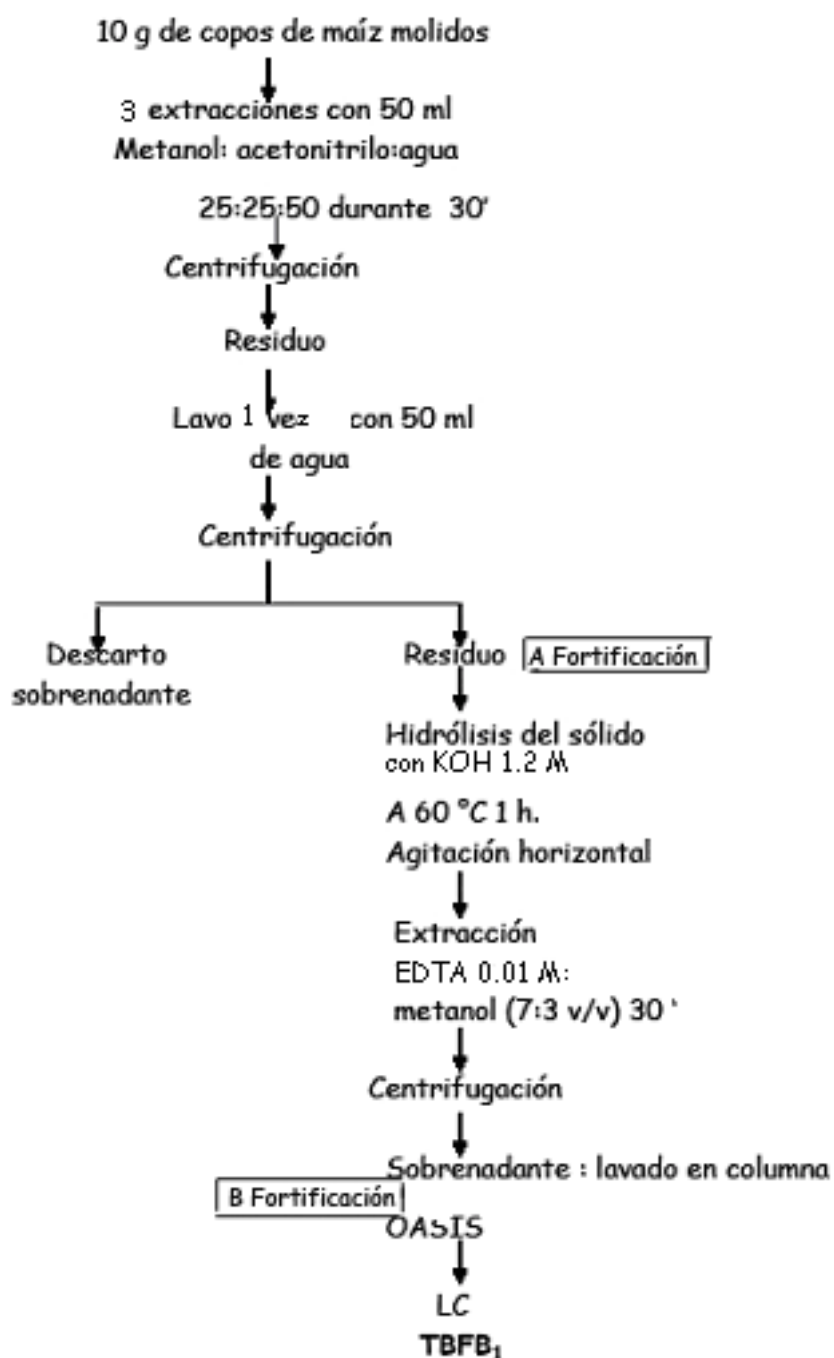 10 g de copos de maíz molidos
3 extracciones con 50 ml
Metanol: acetonitrilo:agua
25:25:50 durante 30'
Centrifugación
Residuo
Lavo 1 vez con 50 ml
de agua
Centrifugación
Descarto
sobrenadante
Residuo
A Fortificación
Hidrólisis del sólido
con KOH 1.2 M
A 60 °C 1 h.
Agitación horizontal
Extracción
EDTA 0.01 M:
metanol (7:3 v/v) 30 '
Centrifugación
Sobrenadante : lavado en columna
B Fortificación
OASIS
LC
TBFB₁